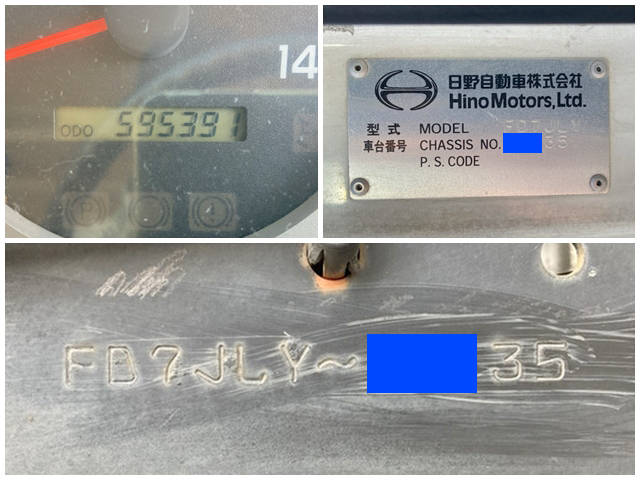 14
ODO 595391
日野自動車株式会社
Hino Motors, Ltd.
型式 MODEL FD7JLY
車台番号 CHASSIS NO. 35
P. S. CODE
FD7JLY~ 35